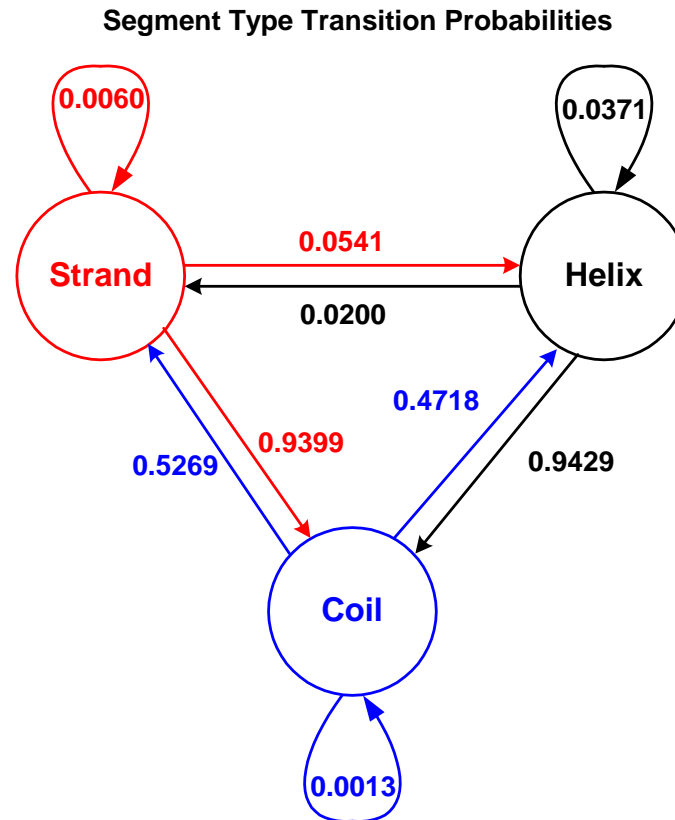 Segment Type Transition Probabilities
0.0060
0.0371
0.0541
Strand
Helix
0.0200
0.4718
0.9399
0.5269
0.9429
Coil
0.0013